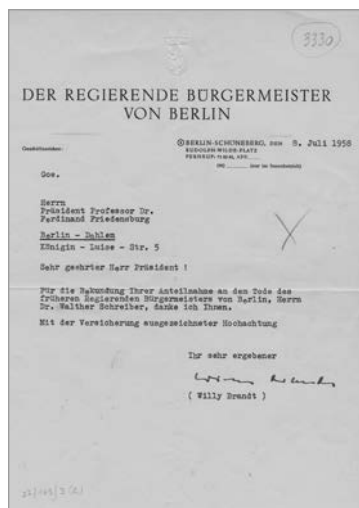 3330
DER REGIERENDE BÜRGERMEISTER
VON BERLIN
BERLIN-SCHÖNEBERG, DEN 8. Juli 1958
RUDOLPH-WILDE-PLATZ
Geschäftszeichen:
Goe.
Herrn
Präsident Professor Dr.
Ferdinand Friedensburg
Berlin - Dahlem
Königin - Luise - Str. 5
Sehr geehrter Herr Präsident !
Für die Bekundung Ihrer Anteilnahme an dem Tode des
früheren Regierenden Bürgermeisters von Berlin, Herrn
Dr. Walther Schreiber, danke ich Ihnen.
Mit der Versicherung ausgezeichneter Hochachtung
Ihr sehr ergebener
( Willy Brandt )